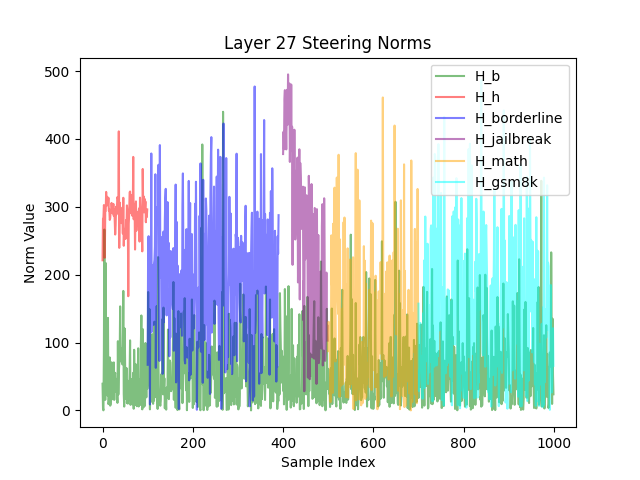 Layer 27 Steering Norms
H_b
H_h
H_borderline
H_jailbreak
H_math
H_gsm8k
500
400
300
200
100
0
Norm Value
0
200
400
600
800
1000
Sample Index